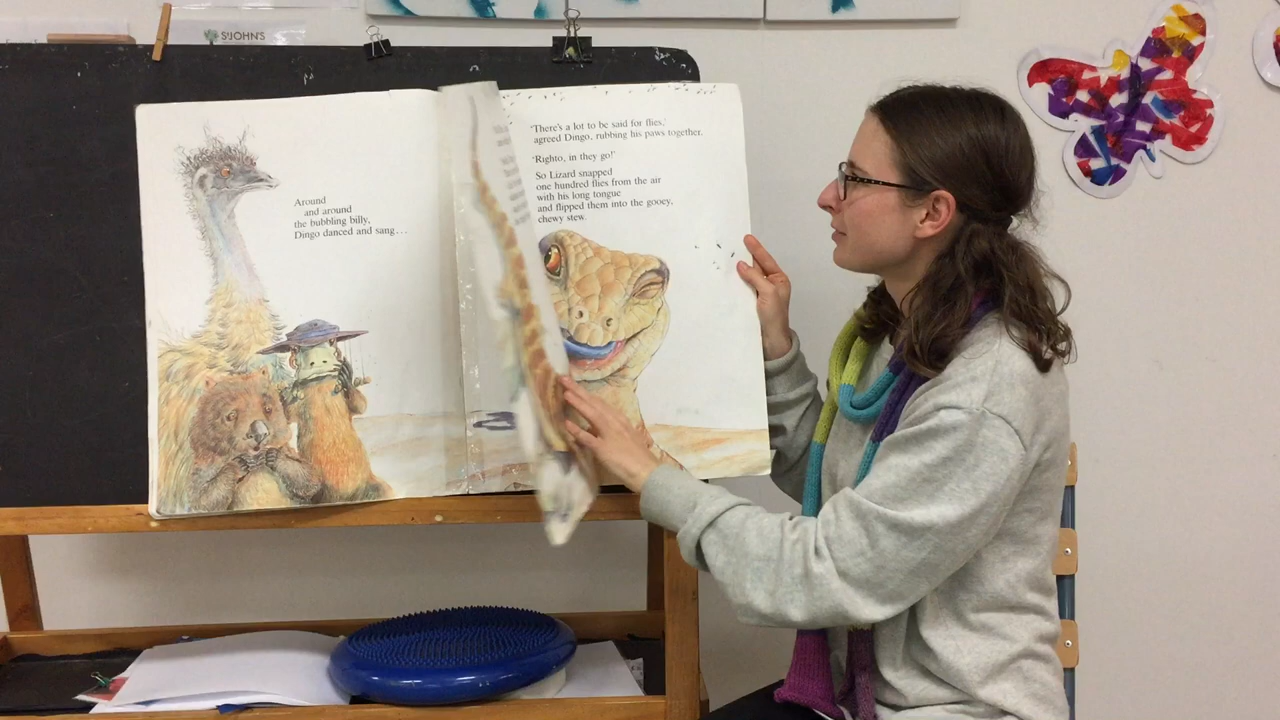 St JOHN'S
Around
and around
the bubbling billy,
Dingo danced and sang...
'There's a lot to be said for flies,'
agreed Dingo, rubbing his paws together.
'Righto, in they go!'
So Lizard snapped
one hundred flies from the air
with his long tongue
and flipped them into the gooey,
chewy stew.